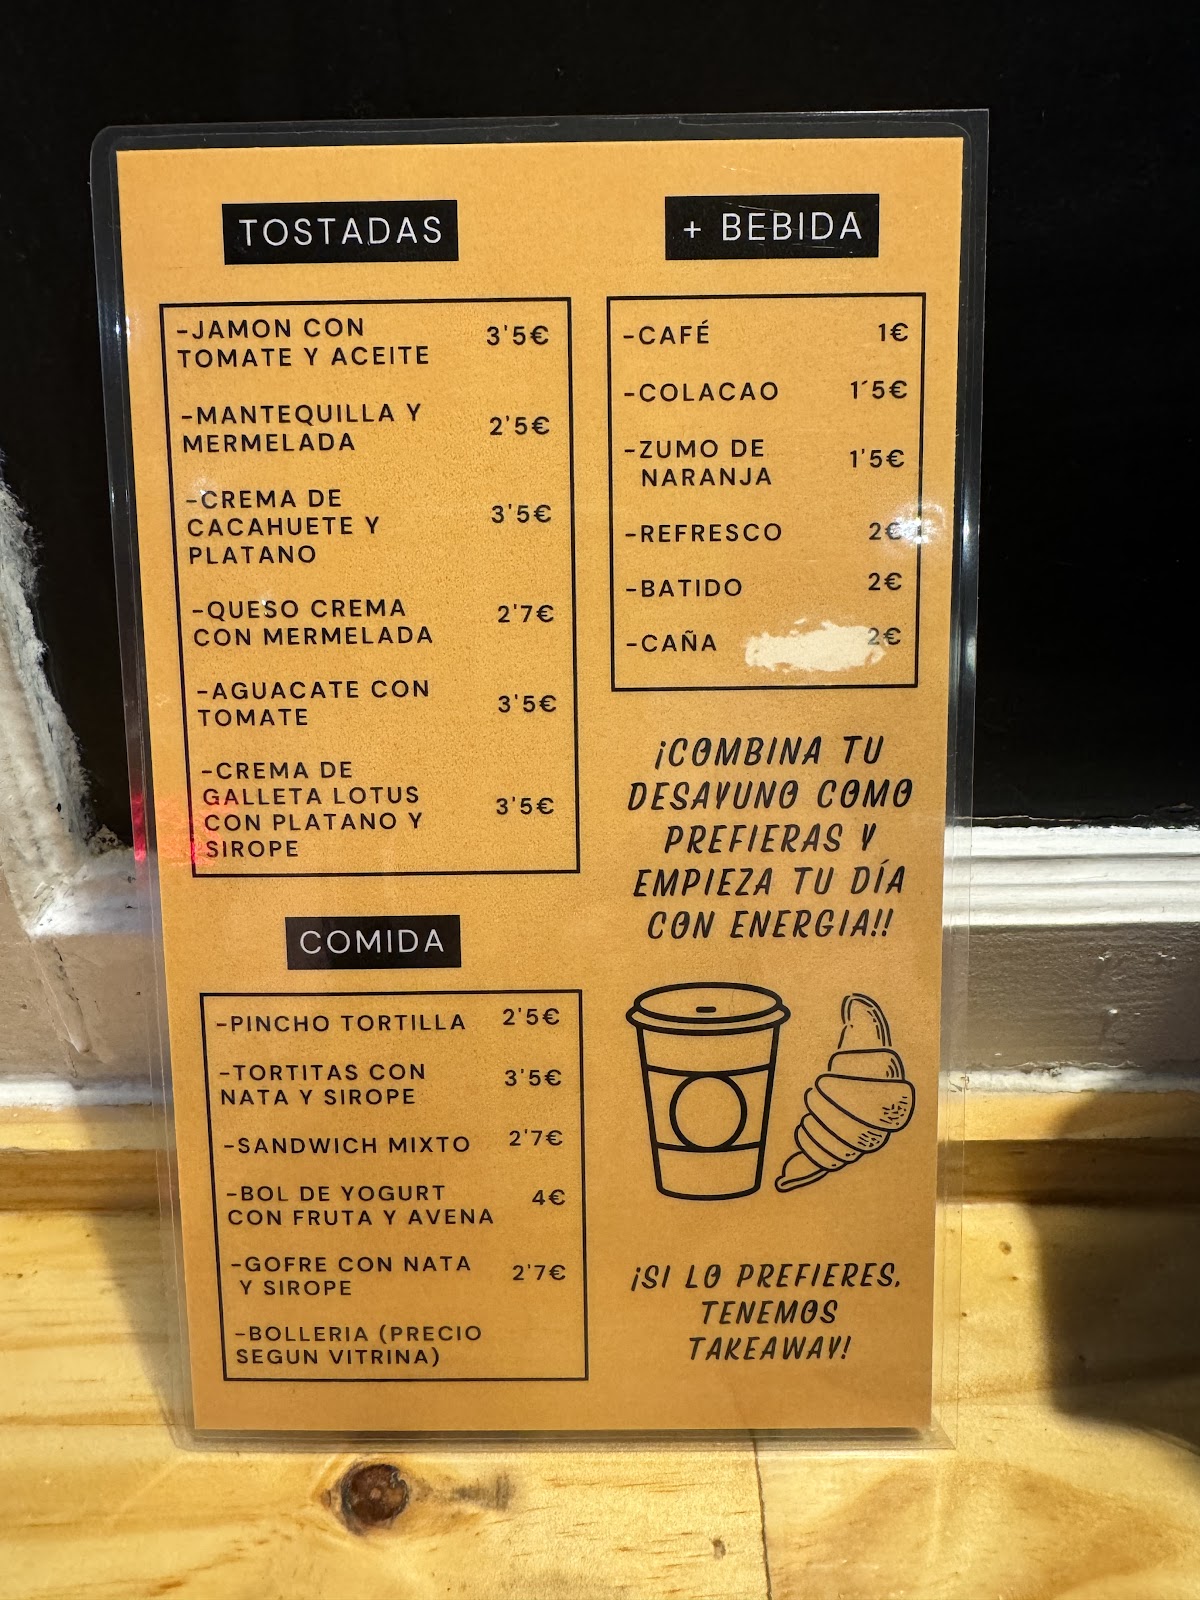 TOSTADAS
-JAMON CON 3'5€
TOMATE Y ACEITE
-MANTEQUILLA Y 2'5€
MERMELADA
-CREMA DE
CACAHUETE Y 3'5€
PLATANO
-QUESO CREMA 2'7€
CON MERMELADA
-AGUACATE CON 3'5€
TOMATE
-CREMA DE
GALLETA LOTUS 3'5€
CON PLATANO Y
SIROPE
COMIDA
-PINCHO TORTILLA 2'5€
-TORTITAS CON 3'5€
NATA Y SIROPE
-SANDWICH MIXTO 2'7€
-BOL DE YOGURT 4€
CON FRUTA Y AVENA
-GOFRE CON NATA 2'7€
Y SIROPE
-BOLLERIA (PRECIO
SEGUN VITRINA)
+ BEBIDA
-CAFÉ 1€
-COLACAO 1´5€
-ZUMO DE 1'5€
NARANJA
-REFRESCO 2€
-BATIDO 2€
-CAÑA 2€
¡COMBINA TU
DESAYUNO COMO
PREFIERAS Y
EMPIEZA TU DÍA
CON ENERGIA!!
¡SI LO PREFIERES,
TENEMOS
TAKEAWAY!